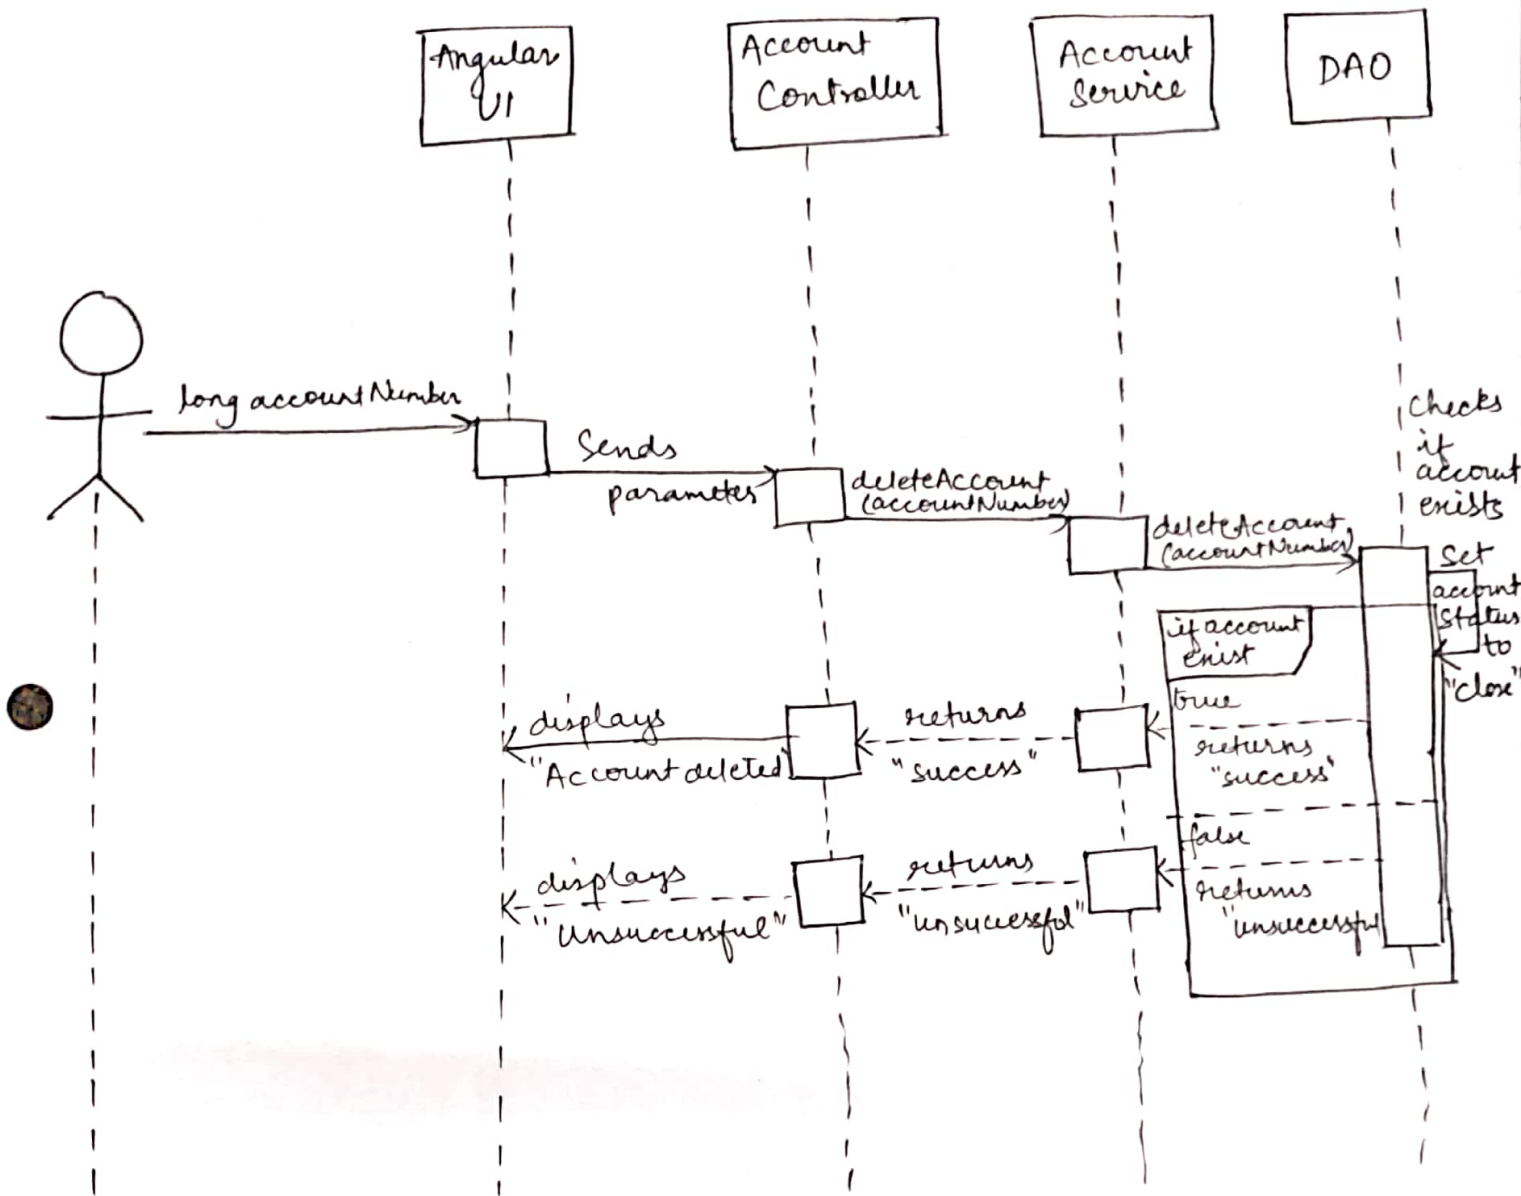 Angular
UI
Account
Controller
Account
Service
DAO
long accountNumber
Sends
parameter
deleteAccount
(accountNumber)
deleteAccount
(accountNumber)
Checks
if
account
exists
Set
account
status
to
"close"
if account
exist
true
returns
"success"
returns
"success"
displays
"Account deleted
false
returns
"unsuccessful
returns
"unsuccessful"
displays
"Unsuccessful"